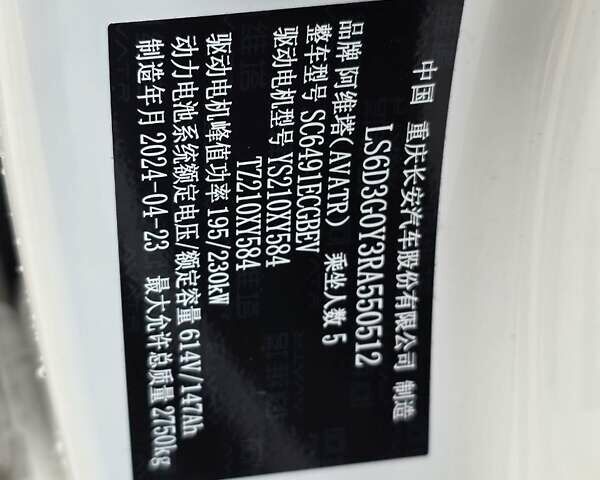 中国 重庆长安汽车股份有限公司 制造
LS6D3G0Y3RA550512
品牌 阿维塔(AVATR) 乘坐人数 5
整车型号 SC6491ECGBEV
驱动电机型号 YS210XY584
TZ210XY584
驱动电机峰值功率 195/230kW
动力电池系统额定电压/额定容量 614V/147Ah
制造年月 2024-04-23 最大允许总质量 2750kg